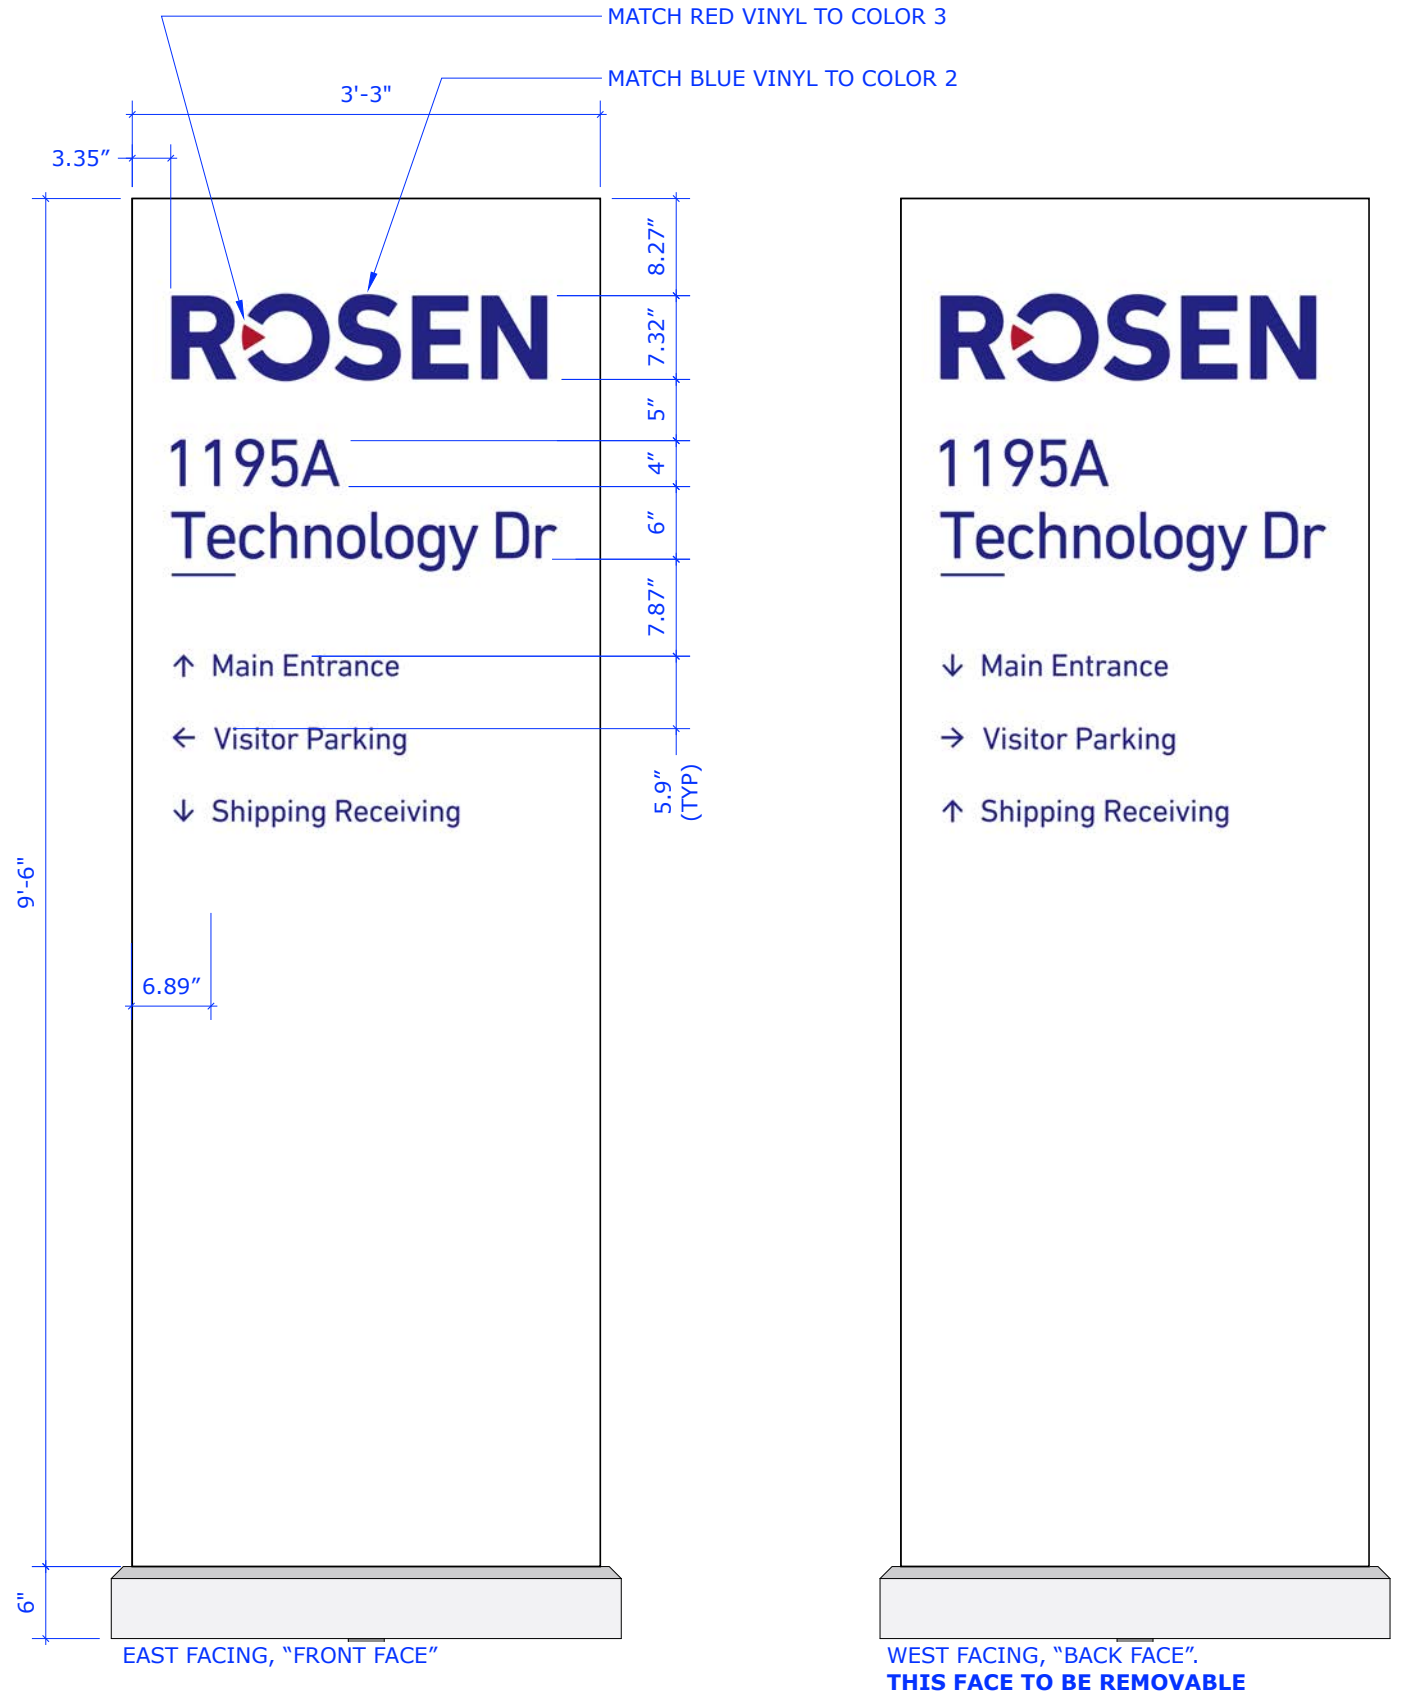 MATCH RED VINYL TO COLOR 3
MATCH BLUE VINYL TO COLOR 2
3'-3"
3.35”
8.27”
7.32”
5”
4”
6”
7.87”
5.9”
(TYP)
9'-6"
6.89”
6"
ROSEN
1195A
Technology Dr
↑ Main Entrance
← Visitor Parking
↓ Shipping Receiving
EAST FACING, “FRONT FACE”
ROSEN
1195A
Technology Dr
↓ Main Entrance
→ Visitor Parking
↑ Shipping Receiving
WEST FACING, “BACK FACE”.
THIS FACE TO BE REMOVABLE